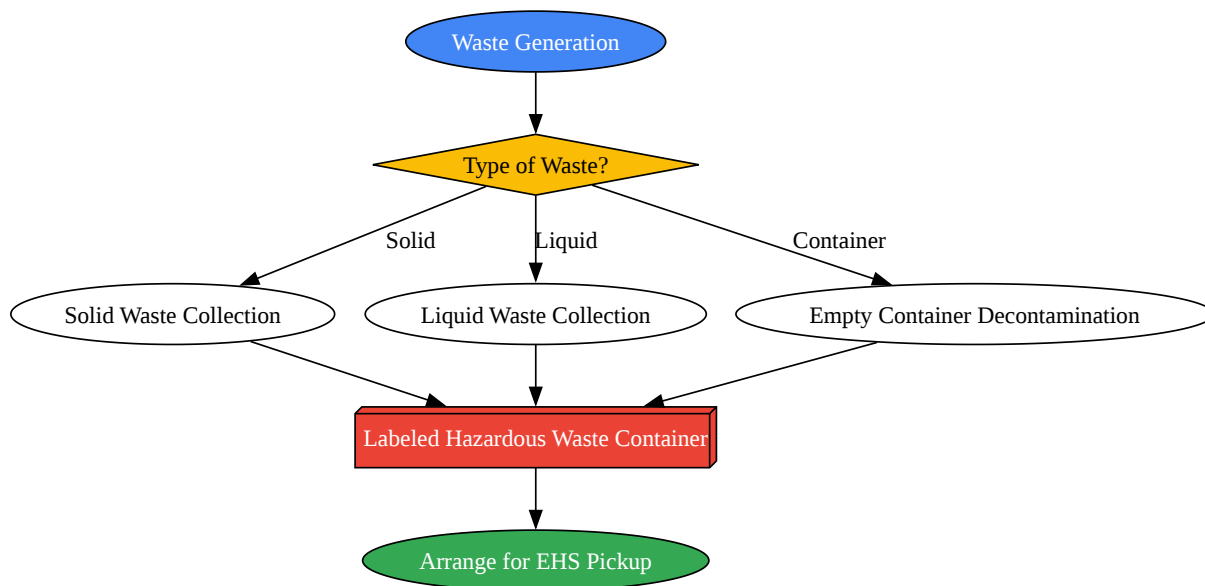 Waste Generation
Type of Waste?
Solid
Liquid
Container
Solid Waste Collection
Liquid Waste Collection
Empty Container Decontamination
Labeled Hazardous Waste Container
Arrange for EHS Pickup